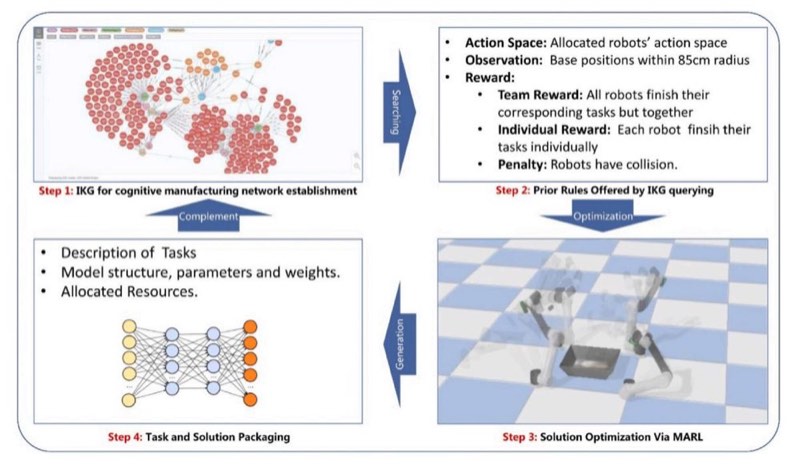 Step 1: IKG for cognitive manufacturing network establishment
Searching
• Action Space: Allocated robots' action space
• Observation: Base positions within 85cm radius
• Reward:
• Team Reward: All robots finish their
corresponding tasks but together
• Individual Reward: Each robot finsih their
tasks individually
• Penalty: Robots have collision.
Step 2: Prior Rules Offered by IKG querying
Complement
Optimization
• Description of Tasks
• Model structure, parameters and weights.
• Allocated Resources.
Generation
Step 4: Task and Solution Packaging
Step 3: Solution Optimization Via MARL